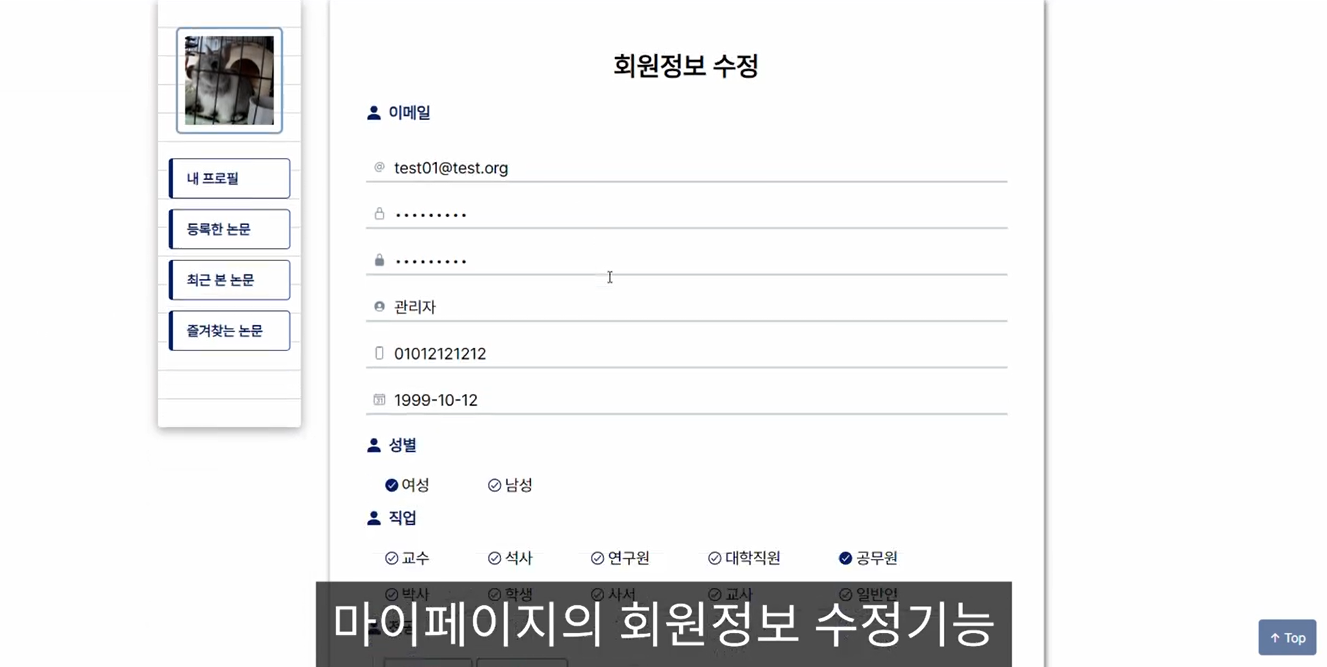 회원정보 수정
이메일
test01@test.org
•••••••••
•••••••••
관리자
01012121212
1999-10-12
성별
여성 남성
직업
교수 석사 연구원 대학직원 공무원
박사 학생 사서 교사 일반인
내 프로필
등록한 논문
최근 본 논문
즐겨찾는 논문
마이페이지의 회원정보 수정기능
↑ Top